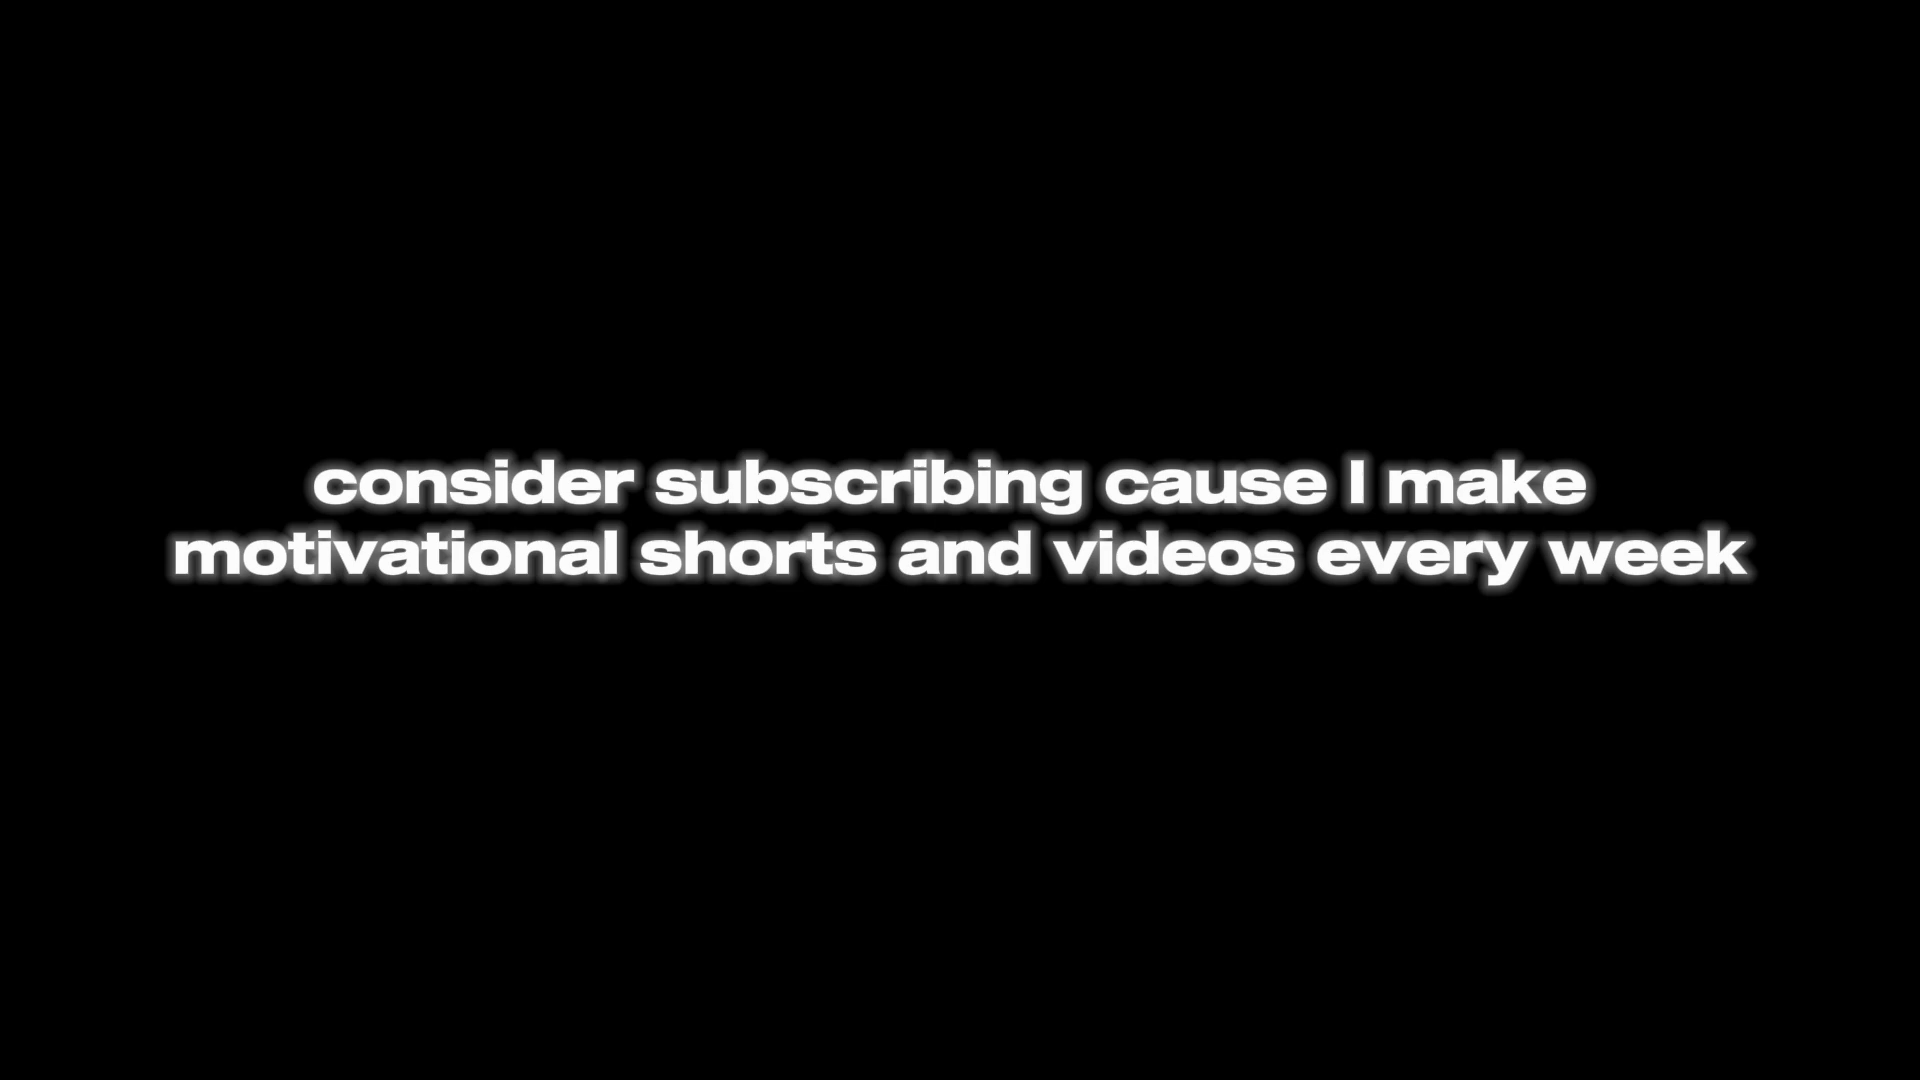 consider subscribing cause I make
motivational shorts and videos every week